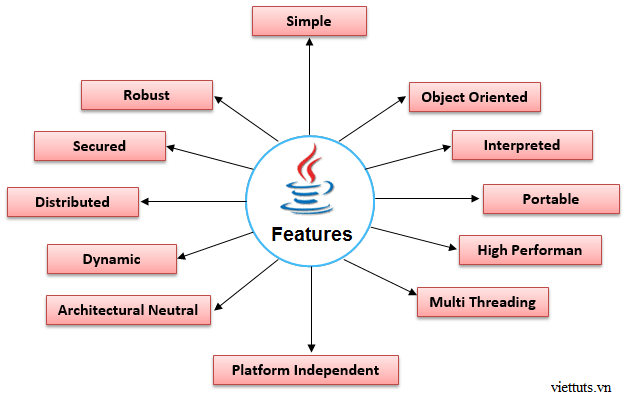 Simple
Robust
Object Oriented
Secured
Interpreted
Distributed
Portable
Features
Dynamic
High Performan
Architectural Neutral
Multi Threading
Platform Independent
viettuts.vn